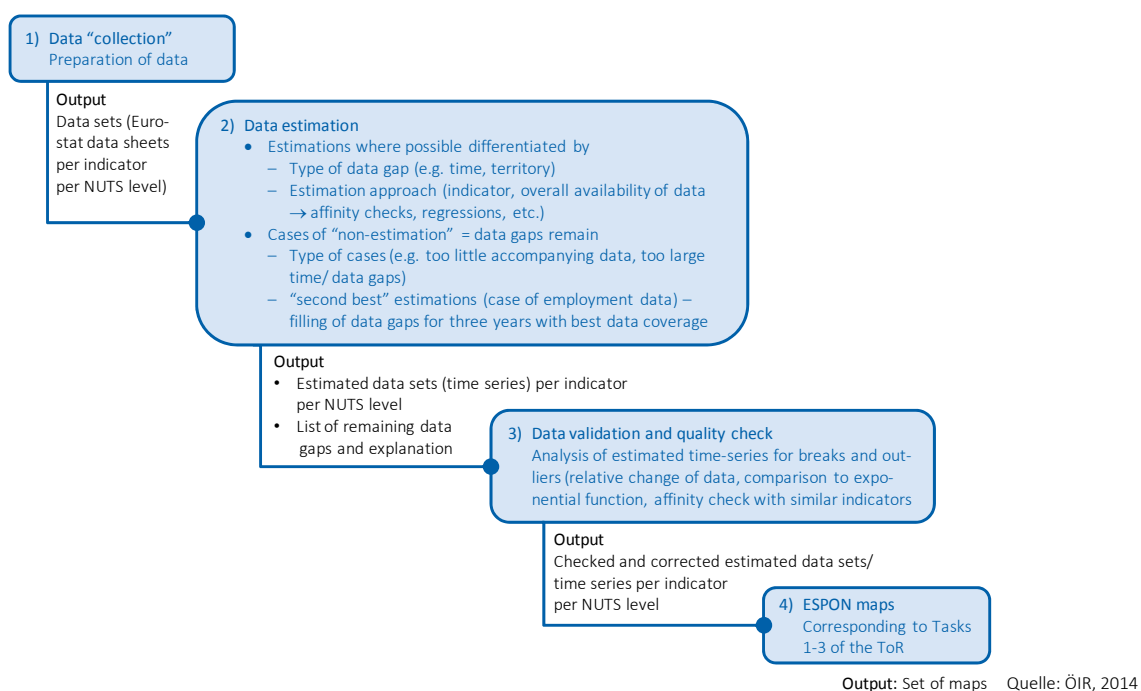 1) Data “collection”
Preparation of data
Output
Data sets (Euro-
stat data sheets
per indicator
per NUTS level)
2) Data estimation
• Estimations where possible differentiated by
– Type of data gap (e.g. time, territory)
– Estimation approach (indicator, overall availability of data
→ affinity checks, regressions, etc.)
• Cases of “non-estimation” = data gaps remain
– Type of cases (e.g. too little accompanying data, too large
time/ data gaps)
– “second best” estimations (case of employment data) –
filling of data gaps for three years with best data coverage
Output
• Estimated data sets (time series) per indicator
per NUTS level
• List of remaining data
gaps and explanation
3) Data validation and quality check
Analysis of estimated time-series for breaks and out-
liers (relative change of data, comparison to expo-
nential function, affinity check with similar indicators
Output
Checked and corrected estimated data sets/
time series per indicator
per NUTS level
4) ESPON maps
Corresponding to Tasks
1-3 of the ToR
Output: Set of maps Quelle: ÖIR, 2014